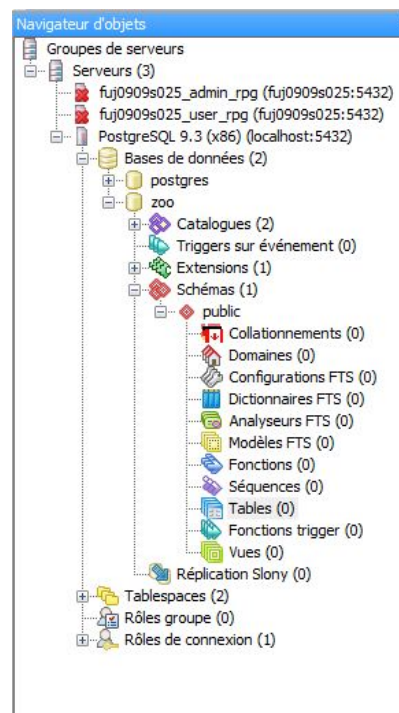 Navigateur d'objets
Groupes de serveurs
Serveurs (3)
fuj0909s025_admin_rpg (fuj0909s025:5432)
fuj0909s025_user_rpg (fuj0909s025:5432)
PostgreSQL 9.3 (x86) (localhost:5432)
Bases de données (2)
postgres
zoo
Catalogues (2)
Triggers sur événement (0)
Extensions (1)
Schémas (1)
public
Collationnements (0)
Domaines (0)
Configurations FTS (0)
Dictionnaires FTS (0)
Analyseurs FTS (0)
Modèles FTS (0)
Fonctions (0)
Séquences (0)
Tables (0)
Fonctions trigger (0)
Vues (0)
Réplication Slony (0)
Tablespaces (2)
Rôles groupe (0)
Rôles de connexion (1)